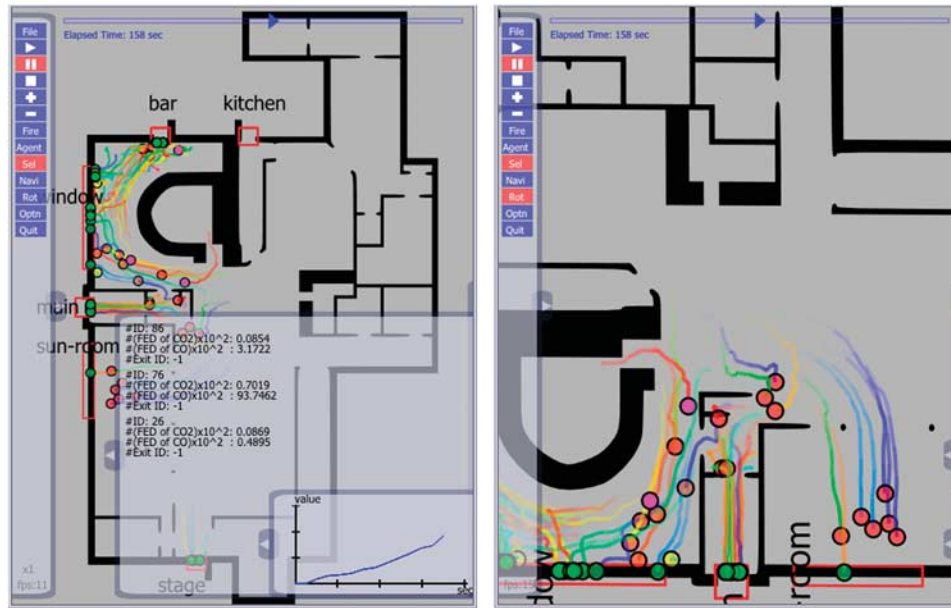 File
Agent
Fire
Sel
Navi
Rot
Optn
Quit
Elapsed Time: 158 sec
bar
kitchen
window
main
sun-room
#ID: 86
#(FED of CO2)x10^2: 0.0854
#(FED of CO)x10^2 : 3.1722
#Exit ID: -1
#ID: 76
#(FED of CO2)x10^2: 0.7019
#(FED of CO)x10^2 : 93.7462
#Exit ID: -1
#ID: 26
#(FED of CO2)x10^2: 0.0869
#(FED of CO)x10^2 : 0.4895
#Exit ID: -1
value
sec
stage
x1
fps:11
File
Fire
Agent
Sel
Navi
Rot
Optn
Quit
Elapsed Time: 158 sec
dow
n
-room